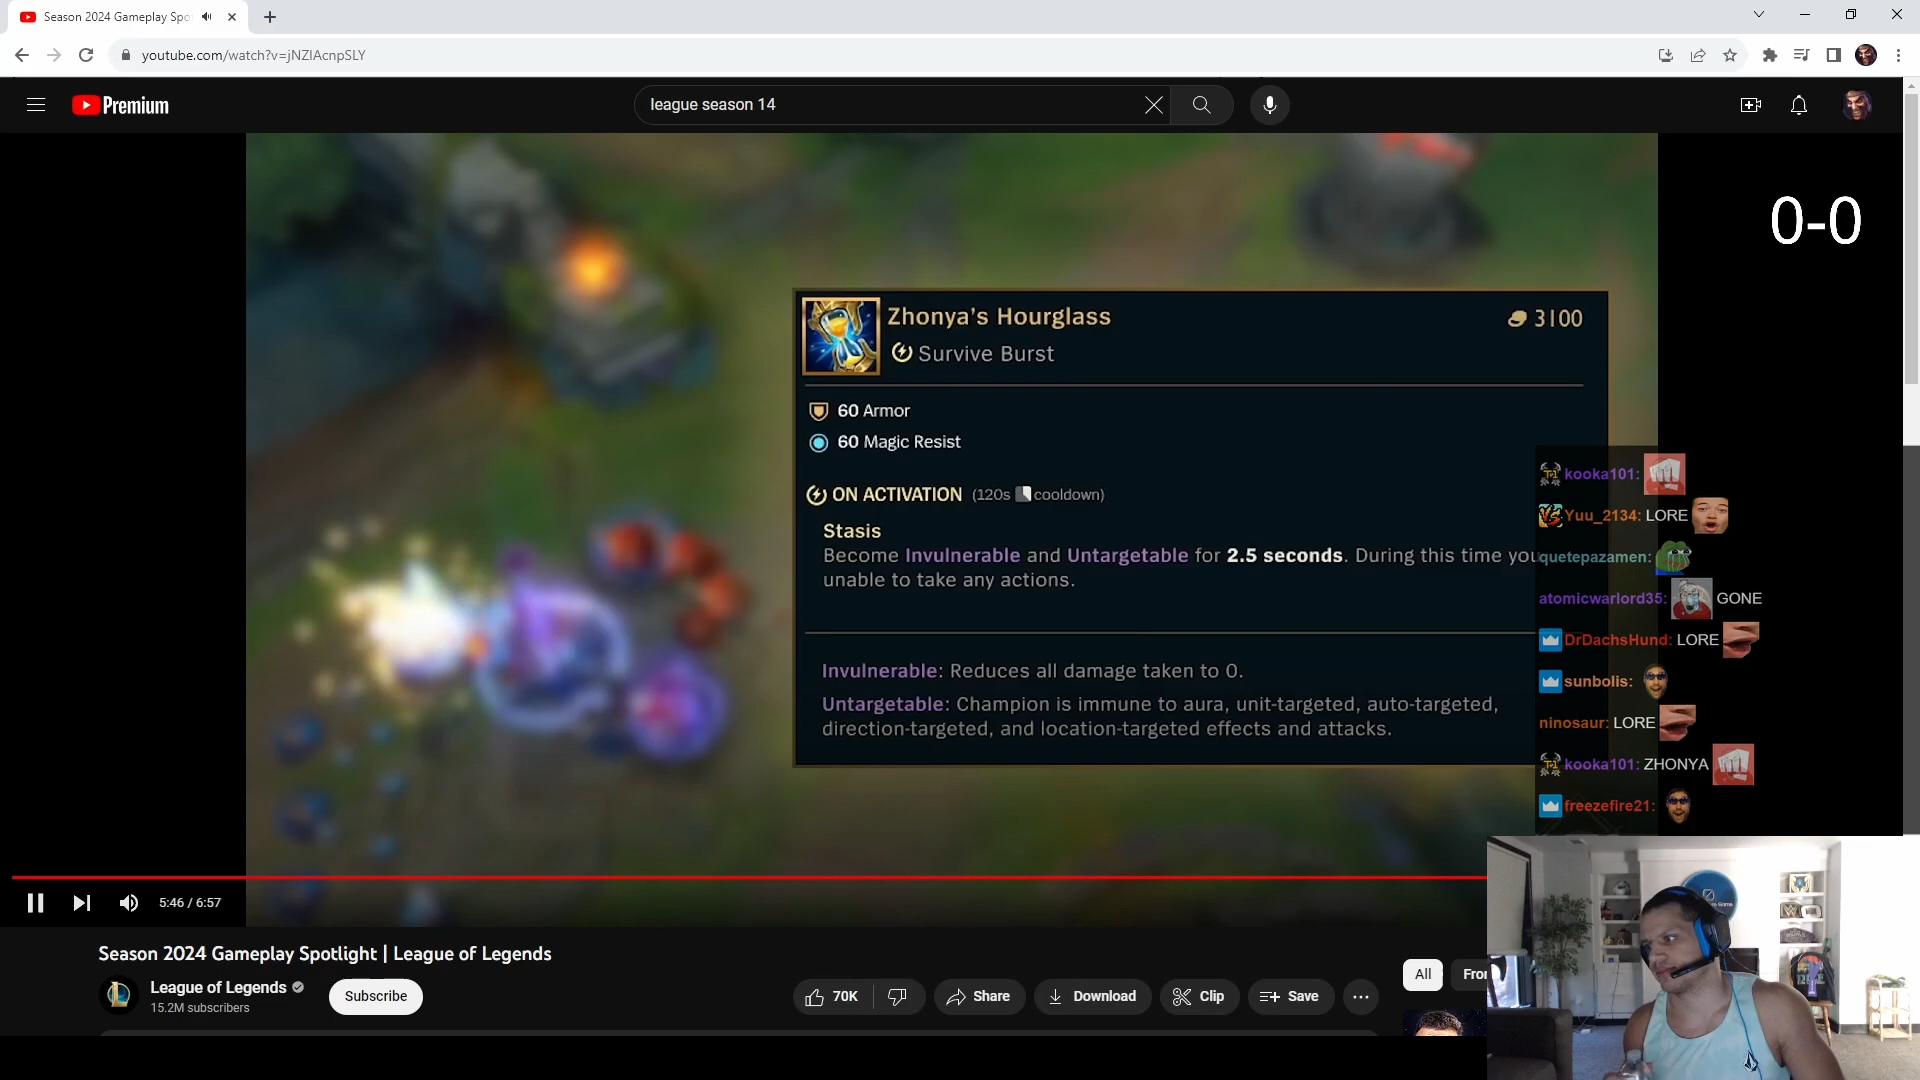 Season 2024 Gameplay Spo
youtube.com/watch?v=jNZlAcnpSLY
Premium
league season 14
0-0
Zhonya's Hourglass
3100
Survive Burst
60 Armor
60 Magic Resist
ON ACTIVATION (120s cooldown)
Stasis
Become Invulnerable and Untargetable for 2.5 seconds. During this time you
unable to take any actions.
Invulnerable: Reduces all damage taken to 0.
Untargetable: Champion is immune to aura, unit-targeted, auto-targeted,
direction-targeted, and location-targeted effects and attacks.
kooka101:
Yuu_2134: LORE
quetepazamen:
atomicwarlord35: GONE
DrDachsHund: LORE
sunbolis:
ninosaur: LORE
kooka101: ZHONYA
freezefire21:
5:46 / 6:57
Season 2024 Gameplay Spotlight | League of Legends
League of Legends
15.2M subscribers
Subscribe
70K
Share
Download
Clip
Save
All
Fro